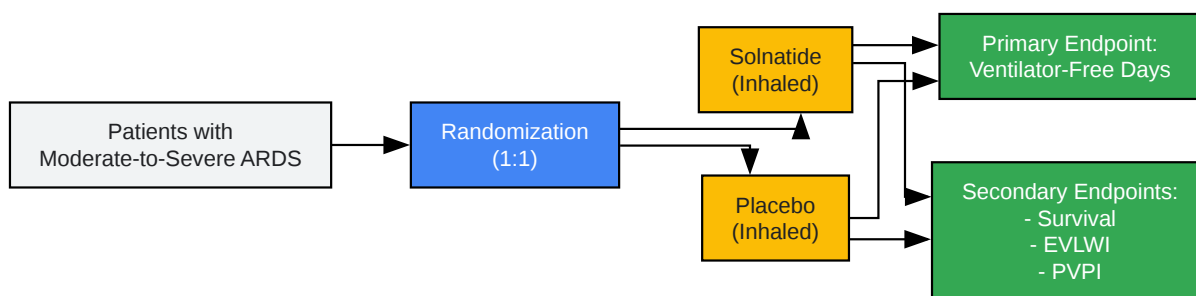 Patients with
Moderate-to-Severe ARDS
Randomization
(1:1)
Solnatide
(Inhaled)
Placebo
(Inhaled)
Primary Endpoint:
Ventilator-Free Days
Secondary Endpoints:
- Survival
- EVLWI
- PVPI